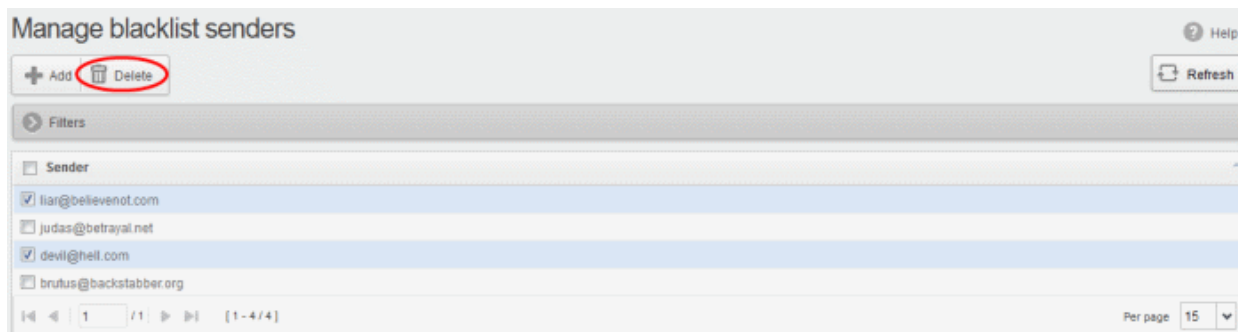 Manage blacklist senders
Help
Add Delete
Refresh
Filters
Sender
liar@believenot.com
judas@betrayal.net
devil@hell.com
brutus@backstabber.org
1 / 1 [ 1 - 4 / 4 ] Per page 15